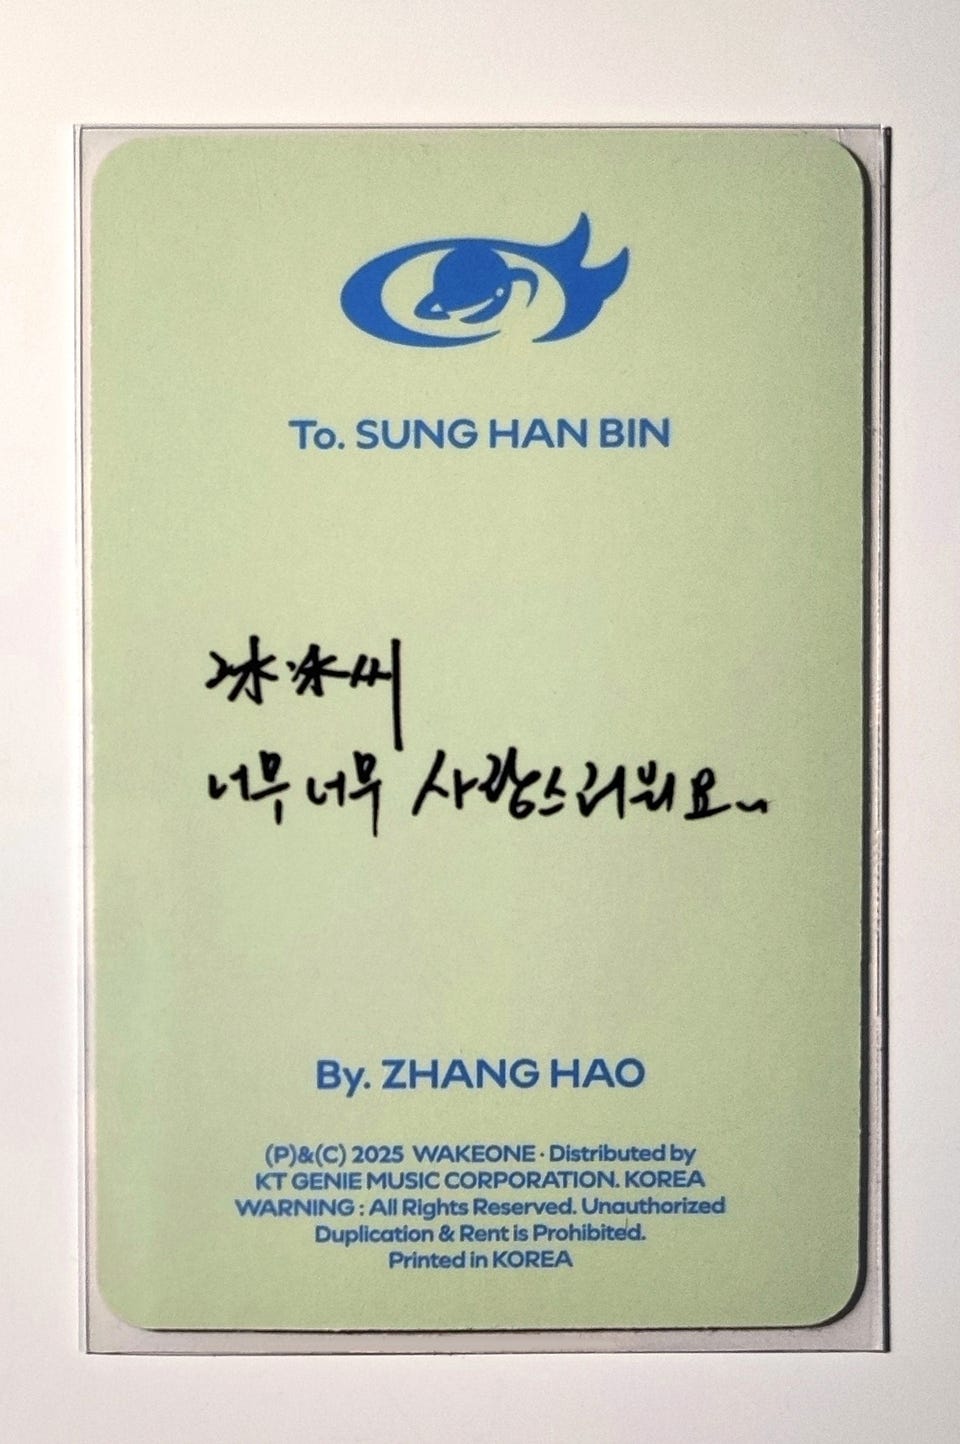 To. SUNG HAN BIN
冰冰씨
너무 너무 사랑스러워요~
By. ZHANG HAO
(P)&(C) 2025 WAKEONE · Distributed by
KT GENIE MUSIC CORPORATION. KOREA
WARNING : All Rights Reserved. Unauthorized
Duplication & Rent is Prohibited.
Printed in KOREA